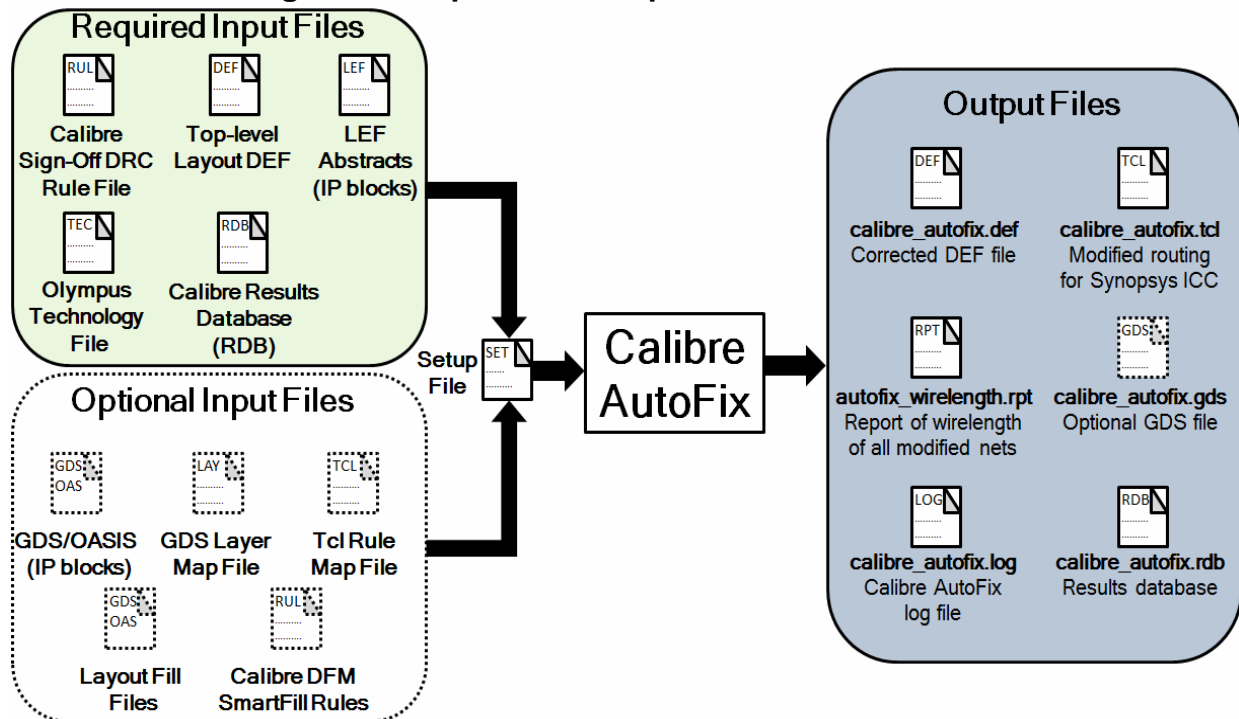 Required Input Files
RUL
..........
..........
Calibre
Sign-Off DRC
Rule File
DEF
..........
..........
Top-level
Layout DEF
LEF
..........
..........
LEF
Abstracts
(IP blocks)
TEC
..........
..........
Olympus
Technology
File
RDB
..........
..........
Calibre Results
Database
(RDB)
Optional Input Files
GDS
OAS
GDS/OASIS
(IP blocks)
LAY
..........
..........
GDS Layer
Map File
TCL
..........
..........
Tcl Rule
Map File
GDS
OAS
Layout Fill
Files
RUL
..........
..........
Calibre DFM
SmartFill Rules
Setup
File
SET
......
..........
Calibre
AutoFix
Output Files
DEF
..........
..........
calibre_autofix.def
Corrected DEF file
TCL
..........
..........
calibre_autofix.tcl
Modified routing
for Synopsys ICC
RPT
..........
..........
autofix_wirelength.rpt
Report of wirelength
of all modified nets
GDS
..........
..........
calibre_autofix.gds
Optional GDS file
LOG
..........
..........
calibre_autofix.log
Calibre AutoFix
log file
RDB
..........
..........
calibre_autofix.rdb
Results database